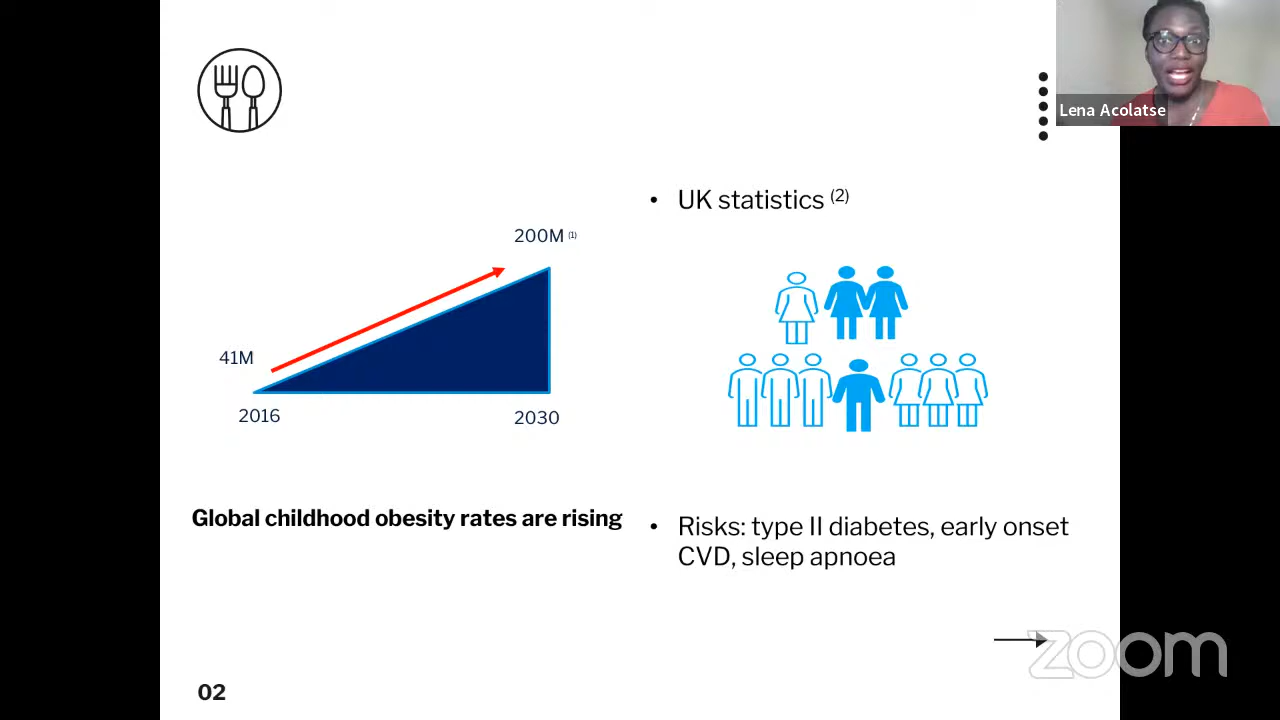 Lena Acolatse
UK statistics (2)
200M (1)
41M
2016
2030
Global childhood obesity rates are rising
Risks: type II diabetes, early onset
CVD, sleep apnoea
zoom
02